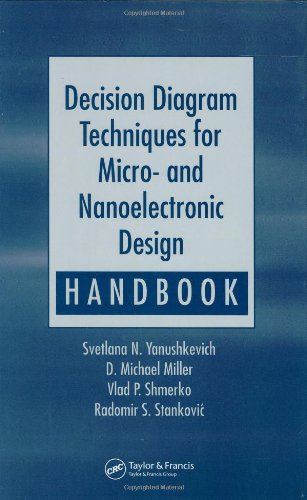 Decision Diagram
Techniques for
Micro- and
Nanoelectronic
Design
HANDBOOK
Svetlana N. Yanushkevich
D. Michael Miller
Vlad P. Shmerko
Radomir S. Stanković
CRC
Taylor & Francis
Taylor & Francis Group